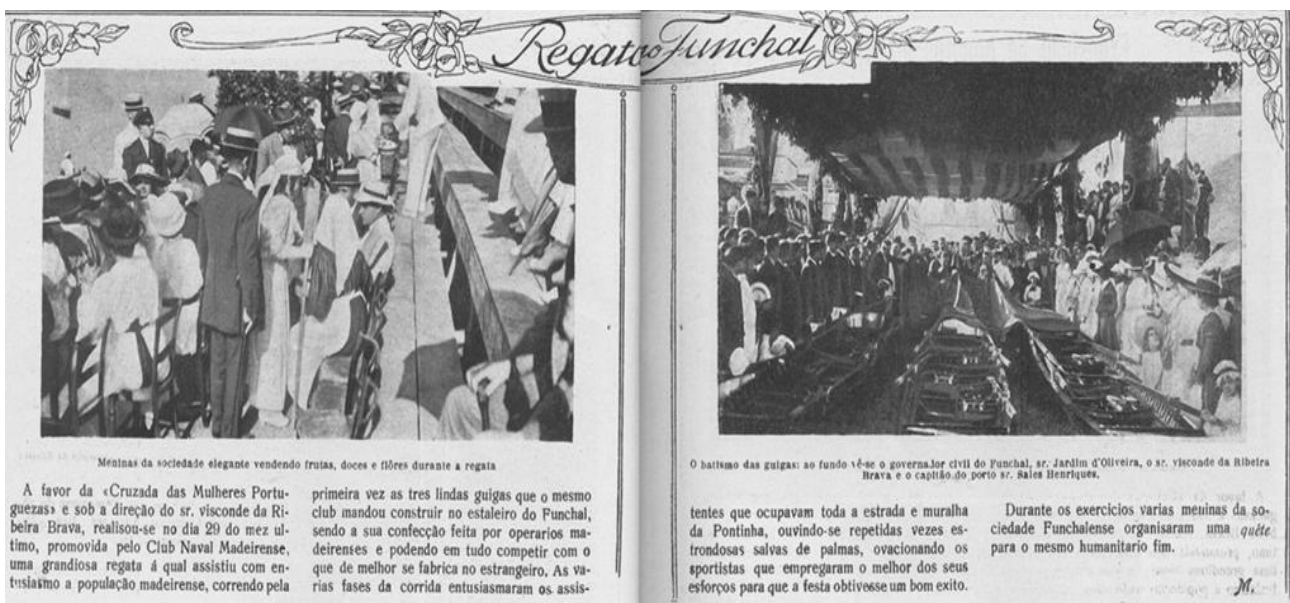 Regata no Funchal
Meninas da sociedade elegante vendendo frutas, doces e flôres durante a regata
A favor da «Cruzada das Mulheres Portu-
guezas» e sob a direção do sr. visconde da Ri-
beira Brava, realisou-se no dia 29 do mez ul-
timo, promovida pelo Club Naval Madeirense,
uma grandiosa regata á qual assistiu com en-
tusiasmo a população madeirense, correndo pela
primeira vez as tres lindas guigas que o mesmo
club mandou construir no estaleiro do Funchal,
sendo a sua confecção feita por operarios ma-
deirenses e podendo em tudo competir com o
que de melhor se fabrica no estrangeiro. As va-
rias fases da corrida entusiasmaram os assis-
O batismo das guigas: ao fundo vê-se o governador civil do Funchal, sr. Jardim d'Oliveira, o sr. visconde da Ribeira
Brava e o capitão do porto sr. Sales Henriques.
tentes que ocupavam toda a estrada e muralha
da Pontinha, ouvindo-se repetidas vezes es-
trondosas salvas de palmas, ovacionando os
sportistas que empregaram o melhor dos seus
esforços para que a festa obtivesse um bom exito.
Durante os exercicios varias meninas da so-
ciedade Funchalense organisaram uma quête
para o mesmo humanitario fim.
M.